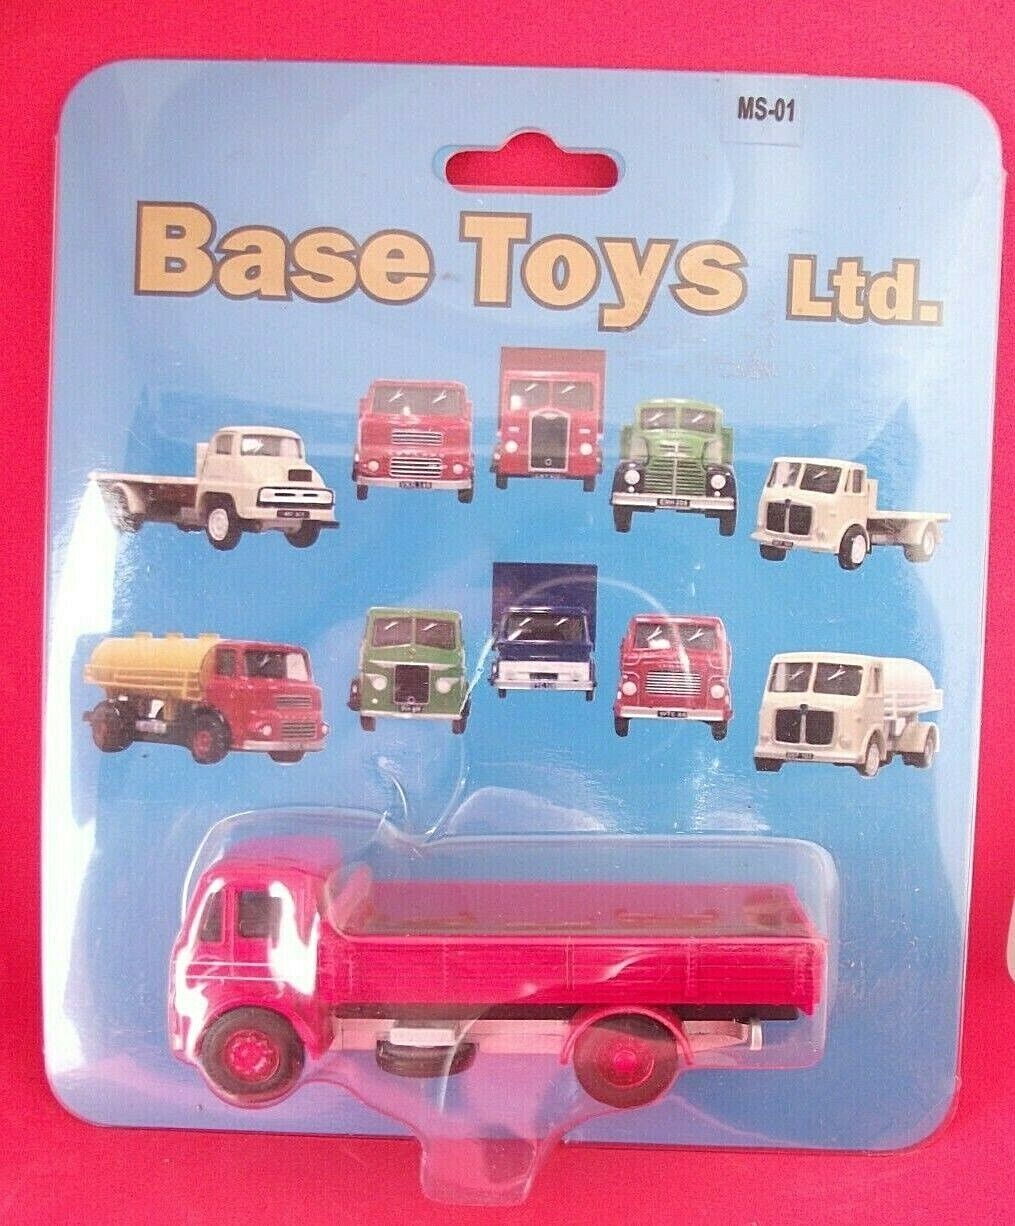 MS-01
Base Toys Ltd.